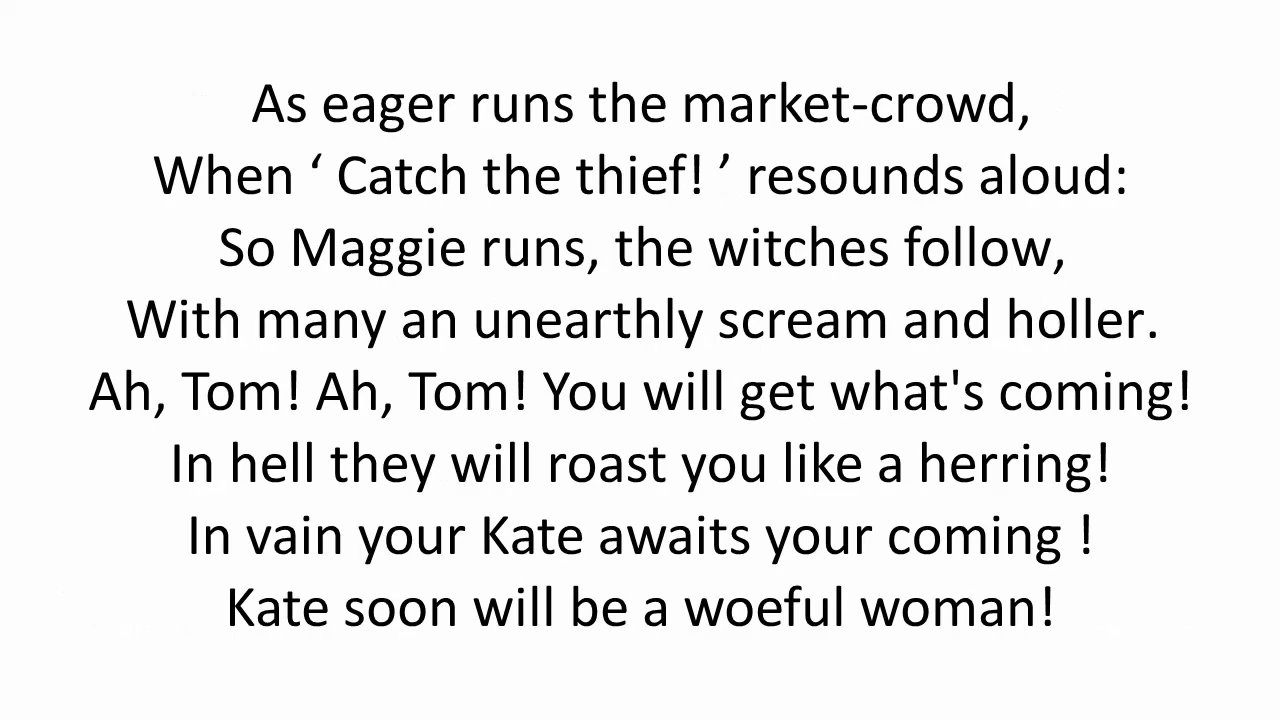 As eager runs the market-crowd,
When ‘ Catch the thief! ’ resounds aloud:
So Maggie runs, the witches follow,
With many an unearthly scream and holler.
Ah, Tom! Ah, Tom! You will get what's coming!
In hell they will roast you like a herring!
In vain your Kate awaits your coming !
Kate soon will be a woeful woman!